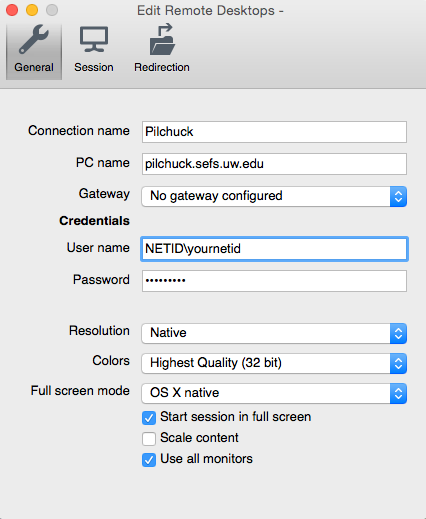 Edit Remote Desktops -
General Session Redirection
Connection name Pilchuck
PC name pilchuck.sefs.uw.edu
Gateway No gateway configured
Credentials
User name NETID\yournetid
Password •••••••••
Resolution Native
Colors Highest Quality (32 bit)
Full screen mode OS X native
Start session in full screen
Scale content
Use all monitors